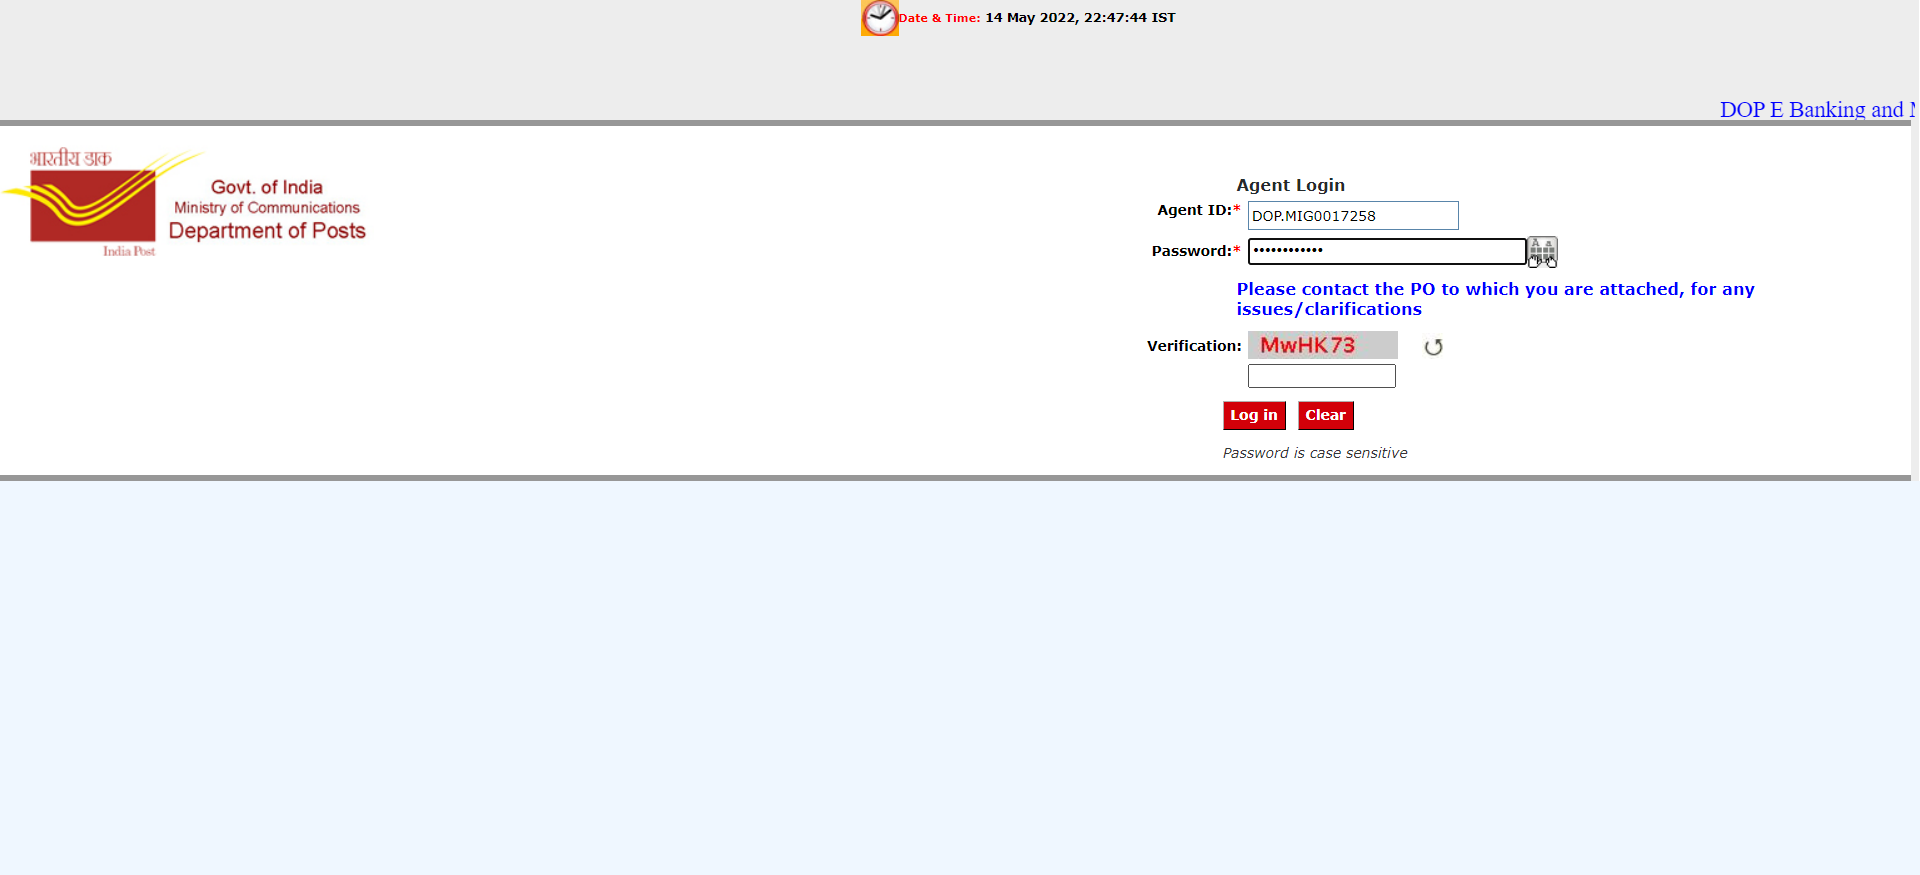 Date & Time: 14 May 2022, 22:47:44 IST
DOP E Banking and
भारतीय डाक
Govt. of India
Ministry of Communications
Department of Posts
India Post
Agent Login
Agent ID:* DOP.MIG0017258
Password:* ••••••••••••
Please contact the PO to which you are attached, for any
issues/clarifications
Verification: MwHK73
Log in Clear
Password is case sensitive